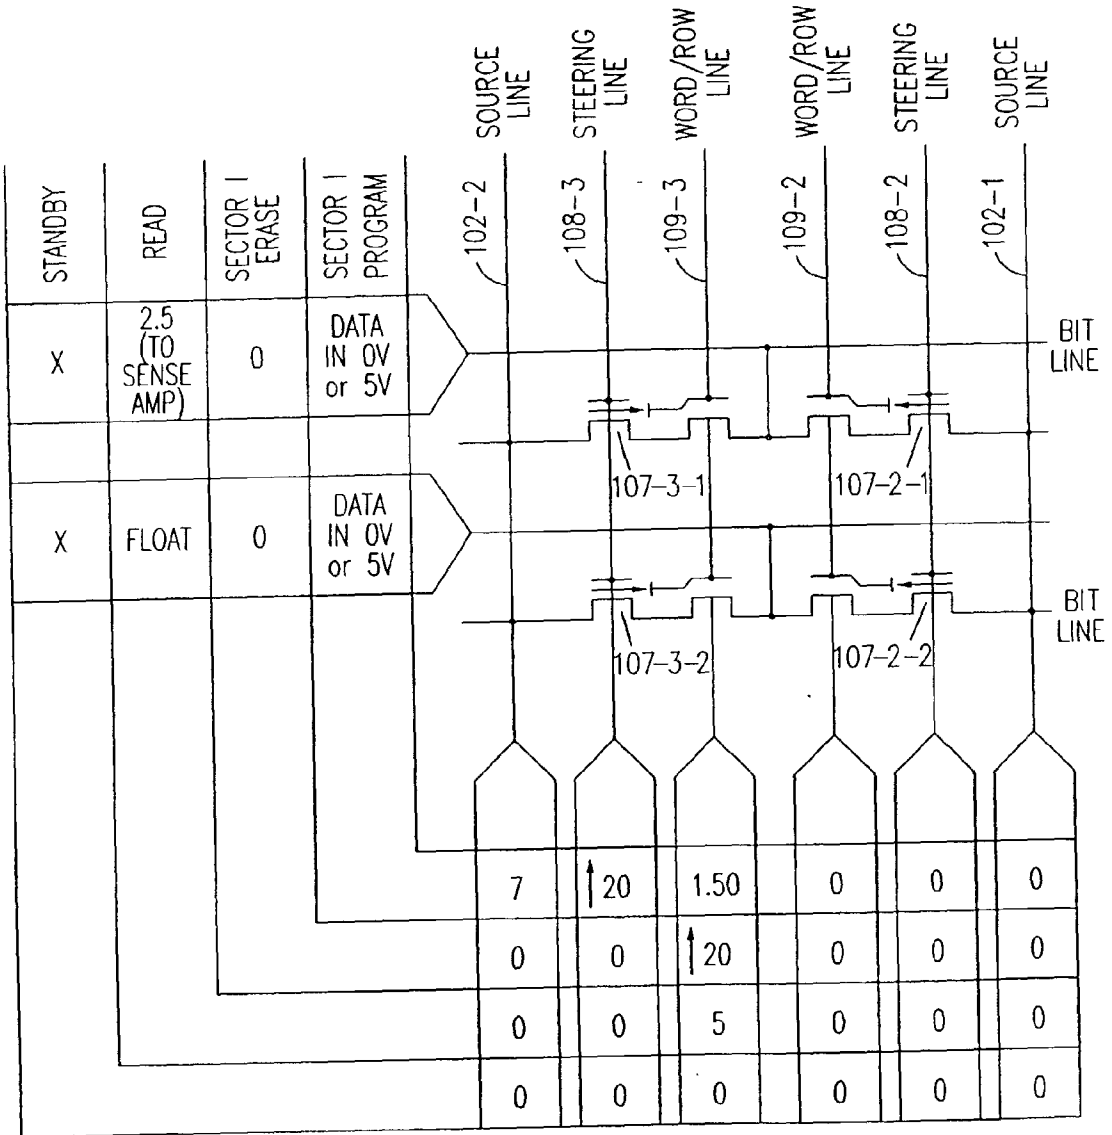 SOURCE
LINE
STEERING
LINE
WORD/ROW
LINE
WORD/ROW
LINE
STEERING
LINE
SOURCE
LINE
STANDBY
READ
SECTOR 1
ERASE
SECTOR 1
PROGRAM
102-2
108-3
109-3
109-2
108-2
102-1
X
2.5
(TO
SENSE
AMP)
0
DATA
IN 0V
or 5V
BIT
LINE
107-3-1
107-2-1
X
FLOAT
0
DATA
IN 0V
or 5V
BIT
LINE
107-3-2
107-2-2
7 ↑20 1.50 0 0 0
0 0 ↑20 0 0 0
0 0 5 0 0 0
0 0 0 0 0 0